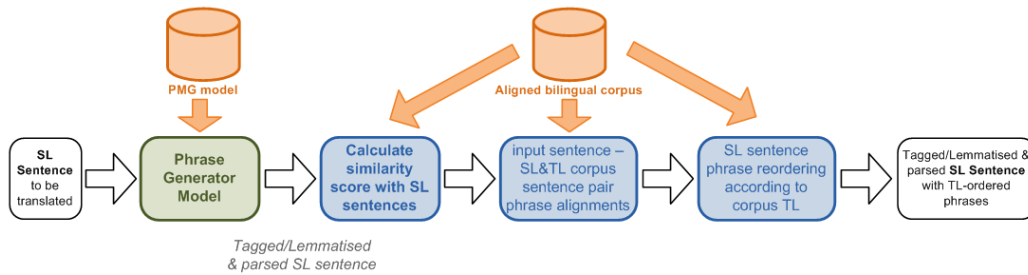 PMG model
Aligned bilingual corpus
SL
Sentence
to be
translated
Phrase
Generator
Model
Calculate
similarity
score with SL
sentences
input sentence –
SL&TL corpus
sentence pair
phrase alignments
SL sentence
phrase reordering
according to
corpus TL
Tagged/Lemmatised &
parsed SL Sentence
with TL-ordered
phrases
Tagged/Lemmatised
& parsed SL sentence